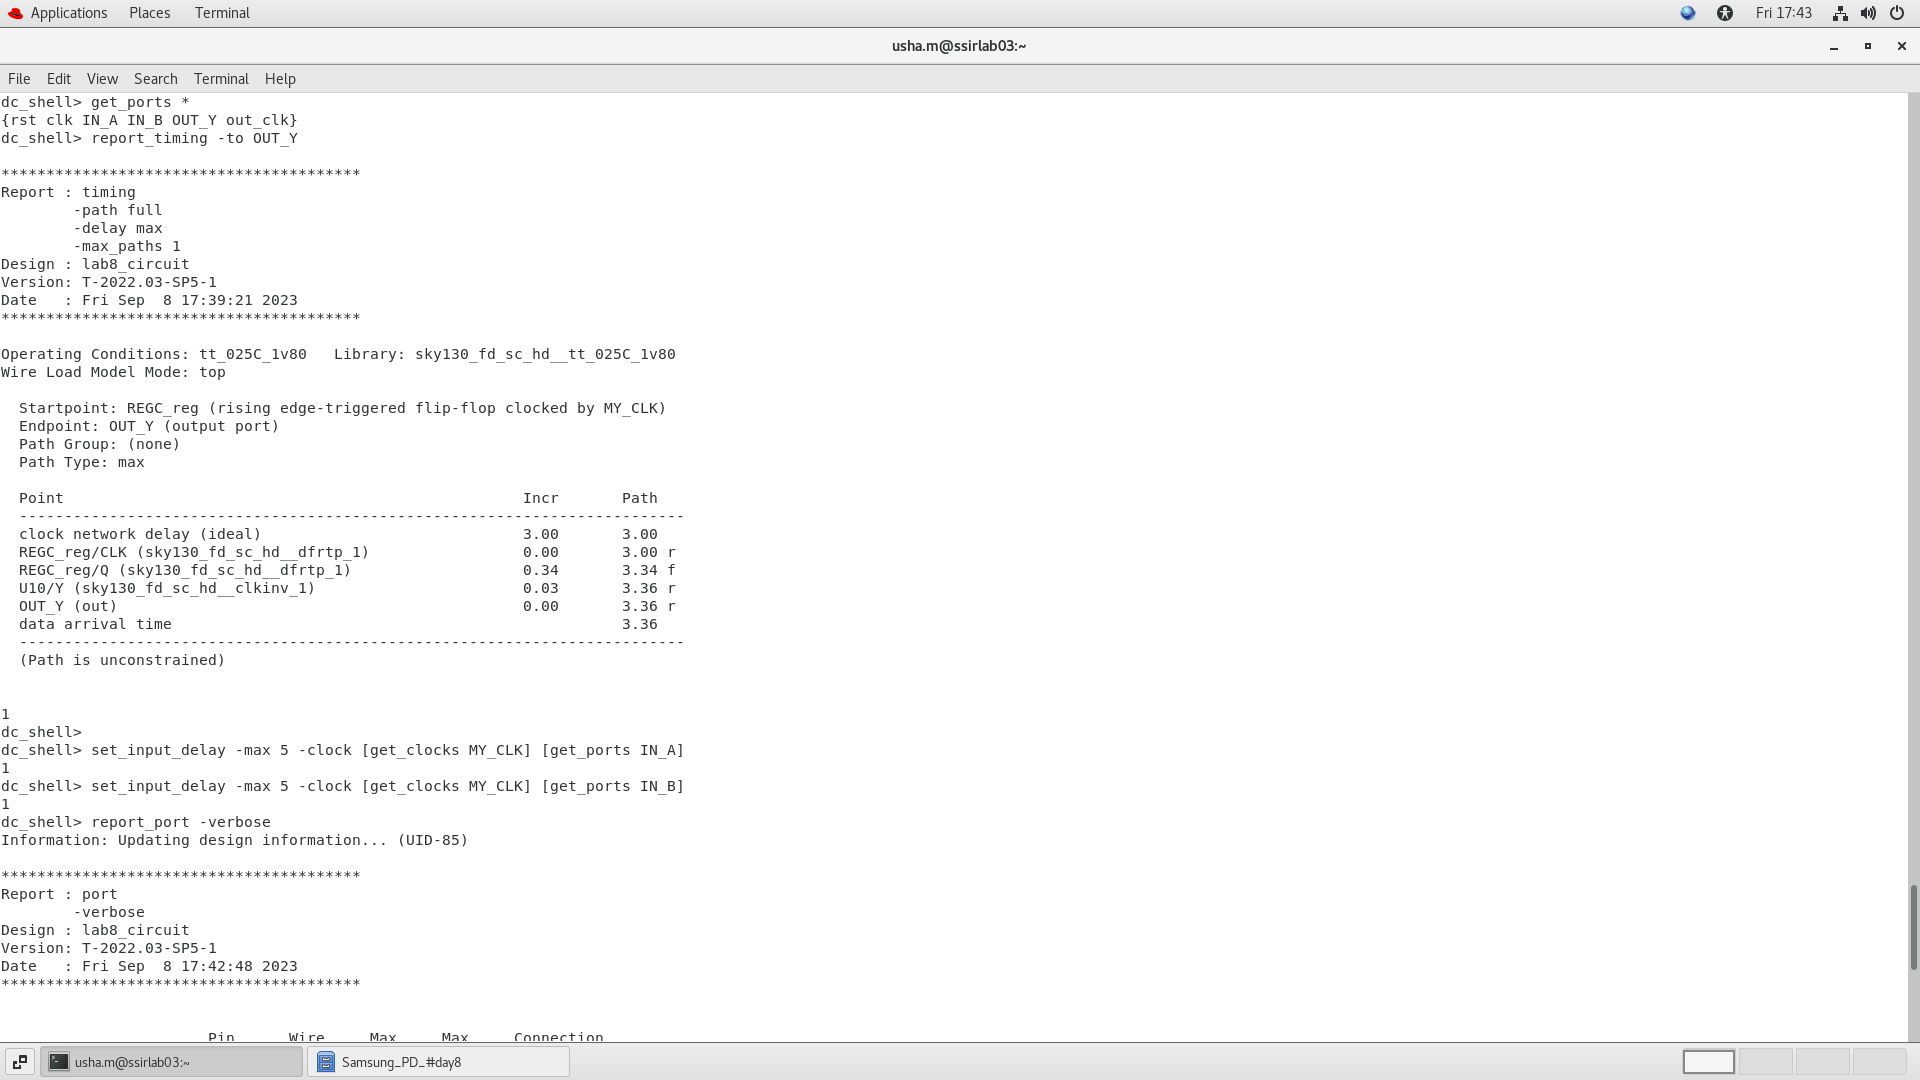 Applications Places Terminal Fri 17:43
usha.m@ssirlab03:~
File Edit View Search Terminal Help
dc_shell> get_ports *
{rst clk IN_A IN_B OUT_Y out_clk}
dc_shell> report_timing -to OUT_Y
****************************************
Report : timing
        -path full
        -delay max
        -max_paths 1
Design : lab8_circuit
Version: T-2022.03-SP5-1
Date   : Fri Sep  8 17:39:21 2023
****************************************
Operating Conditions: tt_025C_1v80   Library: sky130_fd_sc_hd__tt_025C_1v80
Wire Load Model Mode: top
  Startpoint: REGC_reg (rising edge-triggered flip-flop clocked by MY_CLK)
  Endpoint: OUT_Y (output port)
  Path Group: (none)
  Path Type: max
  Point                                                   Incr       Path
  --------------------------------------------------------------------------
  clock network delay (ideal)                             3.00       3.00
  REGC_reg/CLK (sky130_fd_sc_hd__dfrtp_1)                 0.00       3.00 r
  REGC_reg/Q (sky130_fd_sc_hd__dfrtp_1)                   0.34       3.34 f
  U10/Y (sky130_fd_sc_hd__clkinv_1)                       0.03       3.36 r
  OUT_Y (out)                                             0.00       3.36 r
  data arrival time                                                  3.36
  --------------------------------------------------------------------------
  (Path is unconstrained)
1
dc_shell>
dc_shell> set_input_delay -max 5 -clock [get_clocks MY_CLK] [get_ports IN_A]
1
dc_shell> set_input_delay -max 5 -clock [get_clocks MY_CLK] [get_ports IN_B]
1
dc_shell> report_port -verbose
Information: Updating design information... (UID-85)
****************************************
Report : port
        -verbose
Design : lab8_circuit
Version: T-2022.03-SP5-1
Date   : Fri Sep  8 17:42:48 2023
****************************************
                       Pin      Wire     Max     Max     Connection
usha.m@ssirlab03:~ Samsung_PD_#day8